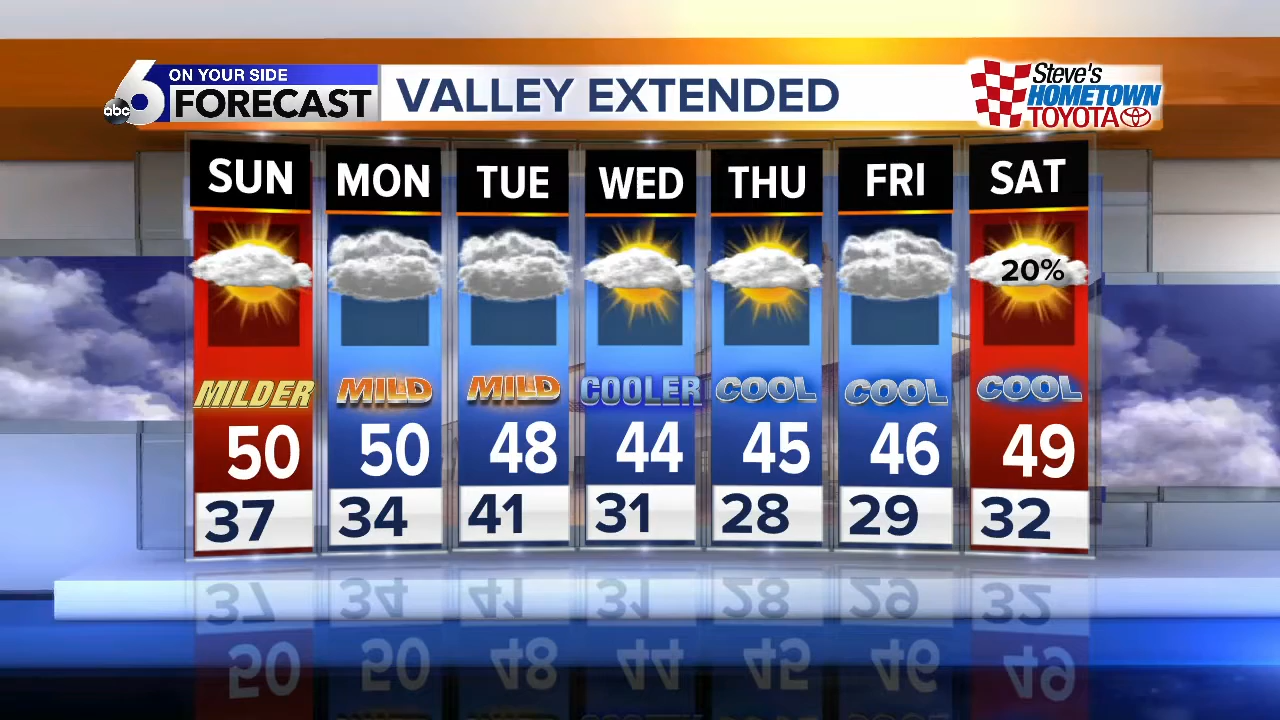 abc 6 ON YOUR SIDE
FORECAST
VALLEY EXTENDED
Steve's
HOMETOWN
TOYOTA
SUN MON TUE WED THU FRI SAT
20%
MILDER MILD MILD COOLER COOL COOL COOL
50 50 48 44 45 46 49
37 34 41 31 28 29 32